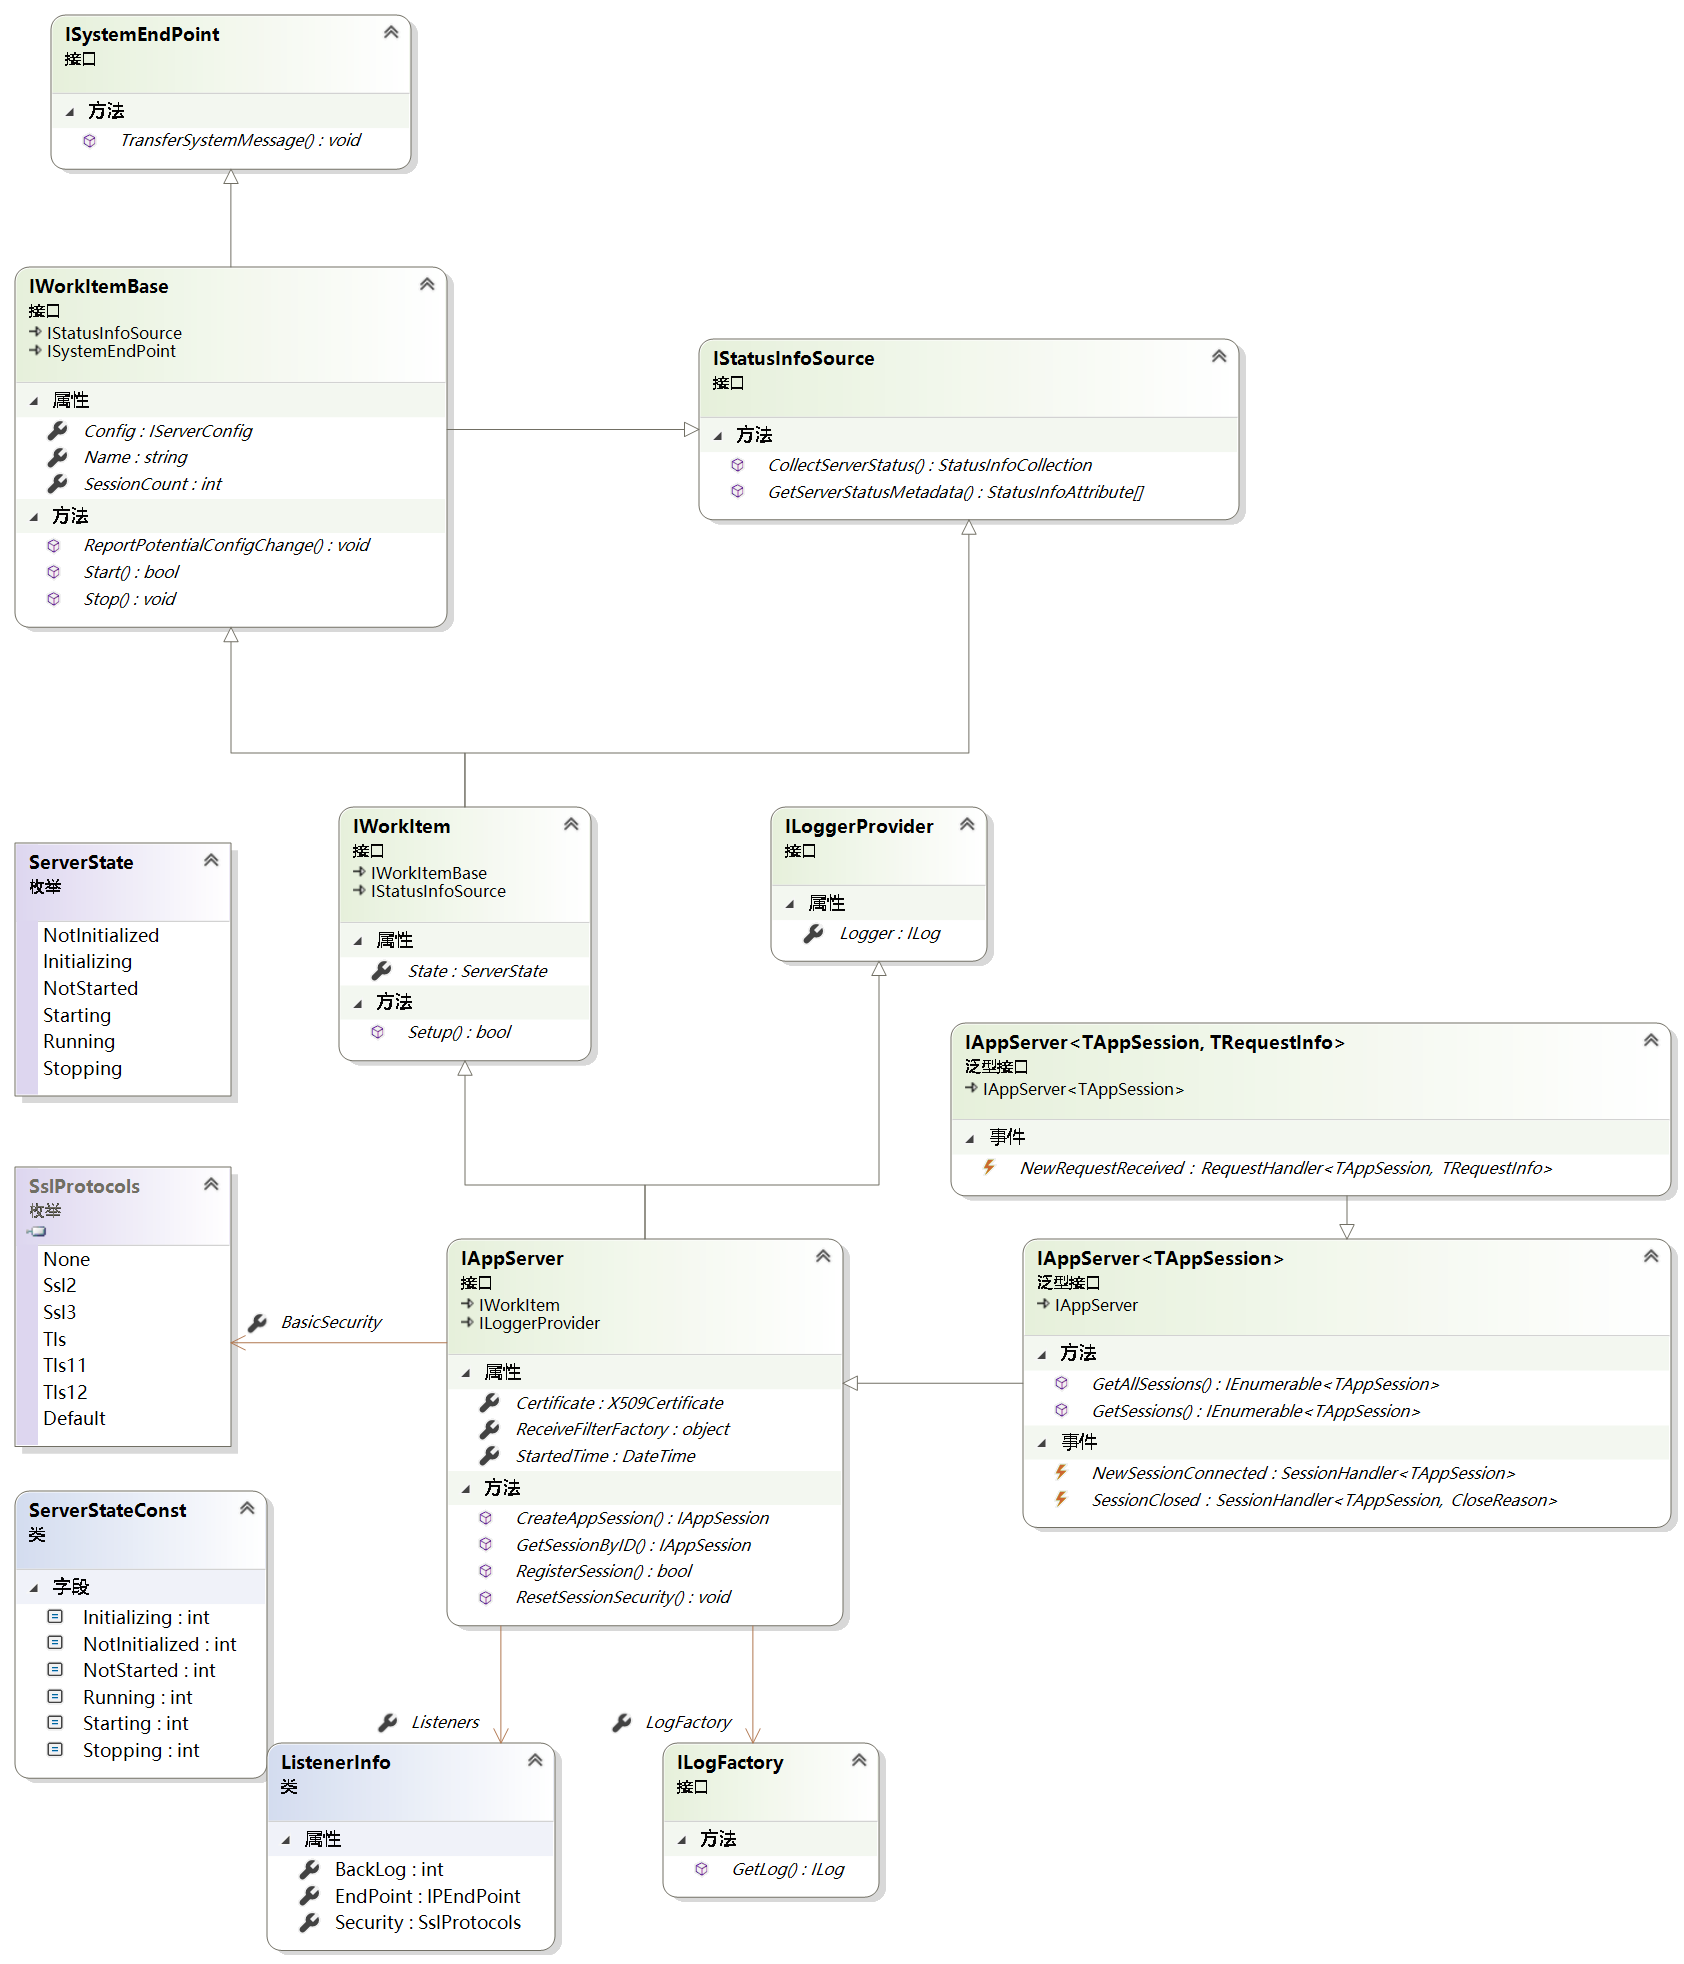 ISystemEndPoint
接口
方法
TransferSystemMessage() : void
IWorkItemBase
接口
IStatusInfoSource
ISystemEndPoint
属性
Config : IServerConfig
Name : string
SessionCount : int
方法
ReportPotentialConfigChange() : void
Start() : bool
Stop() : void
IStatusInfoSource
接口
方法
CollectServerStatus() : StatusInfoCollection
GetServerStatusMetadata() : StatusInfoAttribute[]
IWorkItem
接口
IWorkItemBase
IStatusInfoSource
属性
State : ServerState
方法
Setup() : bool
ILoggerProvider
接口
属性
Logger : ILog
ServerState
枚举
NotInitialized
Initializing
NotStarted
Starting
Running
Stopping
IAppServer<TAppSession, TRequestInfo>
泛型接口
IAppServer<TAppSession>
事件
NewRequestReceived : RequestHandler<TAppSession, TRequestInfo>
SslProtocols
枚举
None
Ssl2
Ssl3
Tls
Tls11
Tls12
Default
BasicSecurity
IAppServer
接口
IWorkItem
ILoggerProvider
属性
Certificate : X509Certificate
ReceiveFilterFactory : object
StartedTime : DateTime
方法
CreateAppSession() : IAppSession
GetSessionByID() : IAppSession
RegisterSession() : bool
ResetSessionSecurity() : void
IAppServer<TAppSession>
泛型接口
IAppServer
方法
GetAllSessions() : IEnumerable<TAppSession>
GetSessions() : IEnumerable<TAppSession>
事件
NewSessionConnected : SessionHandler<TAppSession>
SessionClosed : SessionHandler<TAppSession, CloseReason>
ServerStateConst
类
字段
Initializing : int
NotInitialized : int
NotStarted : int
Running : int
Starting : int
Stopping : int
Listeners
LogFactory
ListenerInfo
类
属性
BackLog : int
EndPoint : IPEndPoint
Security : SslProtocols
ILogFactory
接口
方法
GetLog() : ILog